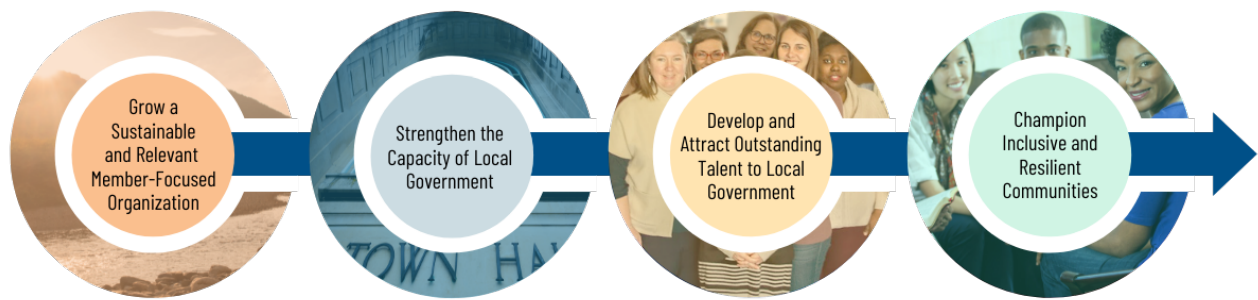 Grow a
Sustainable
and Relevant
Member-Focused
Organization
Strengthen the
Capacity of Local
Government
Develop and
Attract Outstanding
Talent to Local
Government
Champion
Inclusive and
Resilient
Communities
TOWN HA